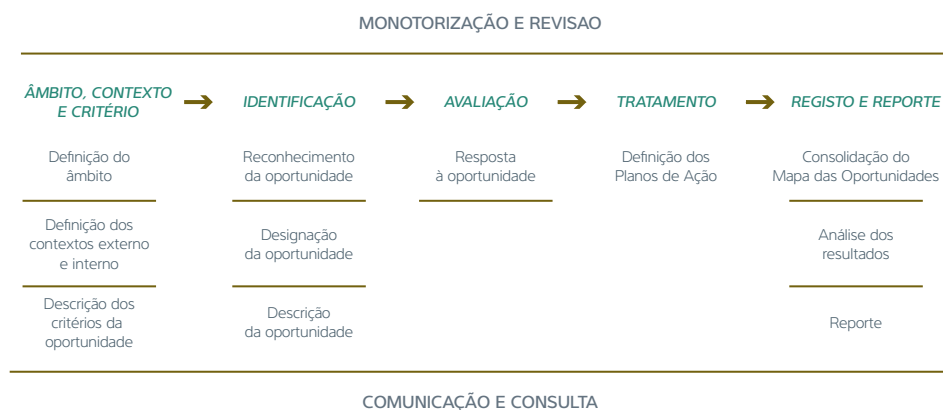 MONOTORIZAÇÃO E REVISAO
ÂMBITO, CONTEXTO
E CRITÉRIO
IDENTIFICAÇÃO
AVALIAÇÃO
TRATAMENTO
REGISTO E REPORTE
Definição do
âmbito
Reconhecimento
da oportunidade
Resposta
à oportunidade
Definição dos
Planos de Ação
Consolidação do
Mapa das Oportunidades
Definição dos
contextos externo
e interno
Designação
da oportunidade
Análise dos
resultados
Descrição dos
critérios da
oportunidade
Descrição
da oportunidade
Reporte
COMUNICAÇÃO E CONSULTA